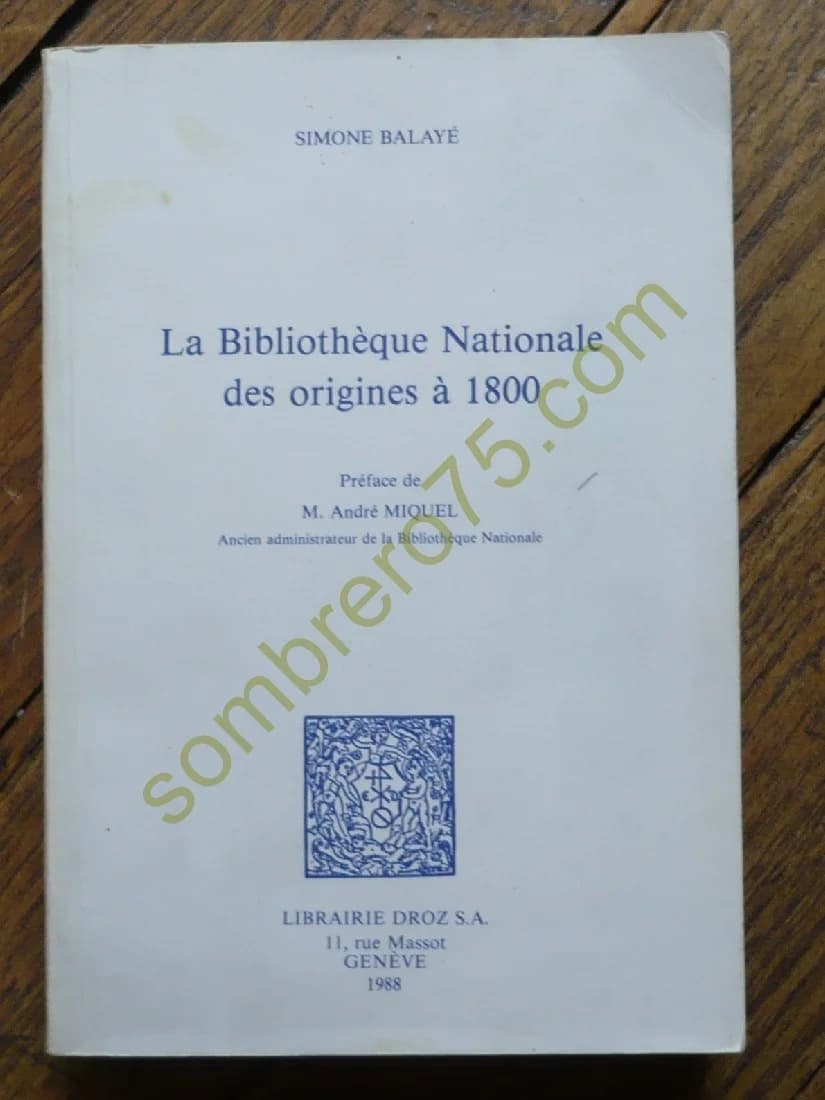 SIMONE BALAYÉ
La Bibliothèque Nationale
des origines à 1800
Préface de
M. André MIQUEL
Ancien administrateur de la Bibliothèque Nationale
sombrero75.com
LIBRAIRIE DROZ S.A.
11, rue Massot
GENÈVE
1988